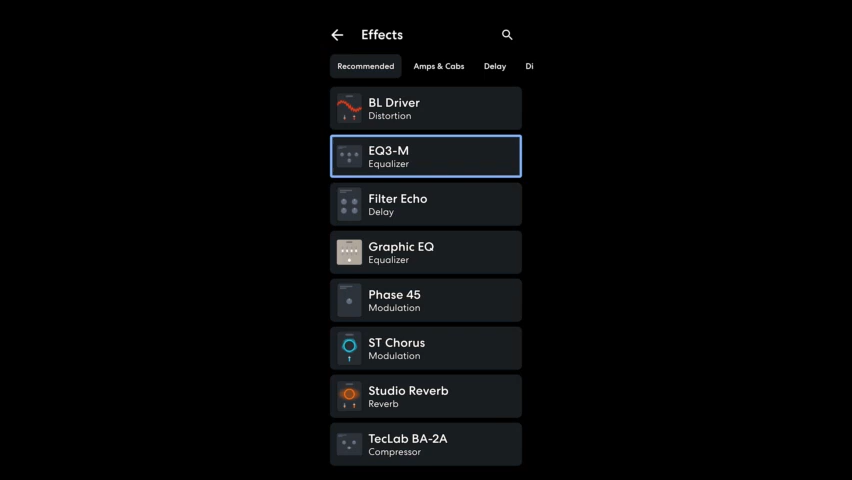 Effects
Recommended Amps & Cabs Delay Di
BL Driver
Distortion
EQ3-M
Equalizer
Filter Echo
Delay
Graphic EQ
Equalizer
Phase 45
Modulation
ST Chorus
Modulation
Studio Reverb
Reverb
TecLab BA-2A
Compressor